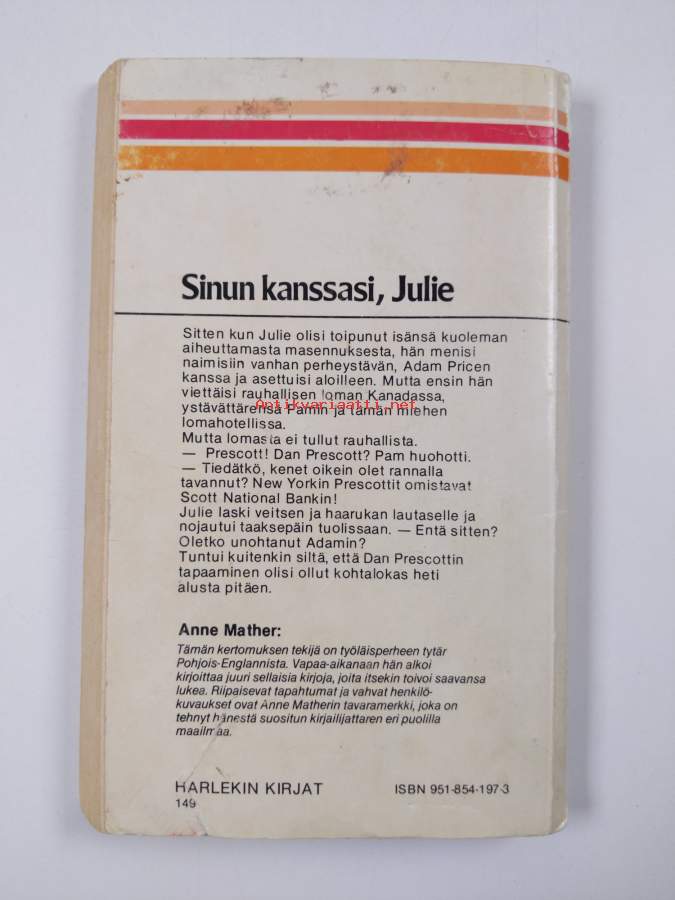 Sinun kanssasi, Julie
Sitten kun Julie olisi toipunut isänsä kuoleman
aiheuttamasta masennuksesta, hän menisi
naimisiin vanhan perheystävän, Adam Pricen
kanssa ja asettuisi aloilleen. Mutta ensin hän
viettäisi rauhallisen loman Kanadassa,
ystävättärensä Pamin ja tämän miehen
Antikvariaatti.net
lomahotellissa.
Mutta lomasta ei tullut rauhallista.
— Prescott! Dan Prescott? Pam huohotti.
— Tiedätkö, kenet oikein olet rannalla
tavannut? New Yorkin Prescottit omistavat
Scott National Bankin!
Julie laski veitsen ja haarukan lautaselle ja
nojautui taaksepäin tuolissaan. — Entä sitten?
Oletko unohtanut Adamin?
Tuntui kuitenkin siltä, että Dan Prescottin
tapaaminen olisi ollut kohtalokas heti
alusta pitäen.
Anne Mather:
Tämän kertomuksen tekijä on työläisperheen tytär
Pohjois-Englannista. Vapaa-aikanaan hän alkoi
kirjoittaa juuri sellaisia kirjoja, joita itsekin toivoi saavansa
lukea. Riipaisevat tapahtumat ja vahvat henkilö-
kuvaukset ovat Anne Matherin tavaramerkki, joka on
tehnyt hänestä suositun kirjailijattaren eri puolilla
maailmaa.
HARLEKIN KIRJAT
149
ISBN 951-854-197-3